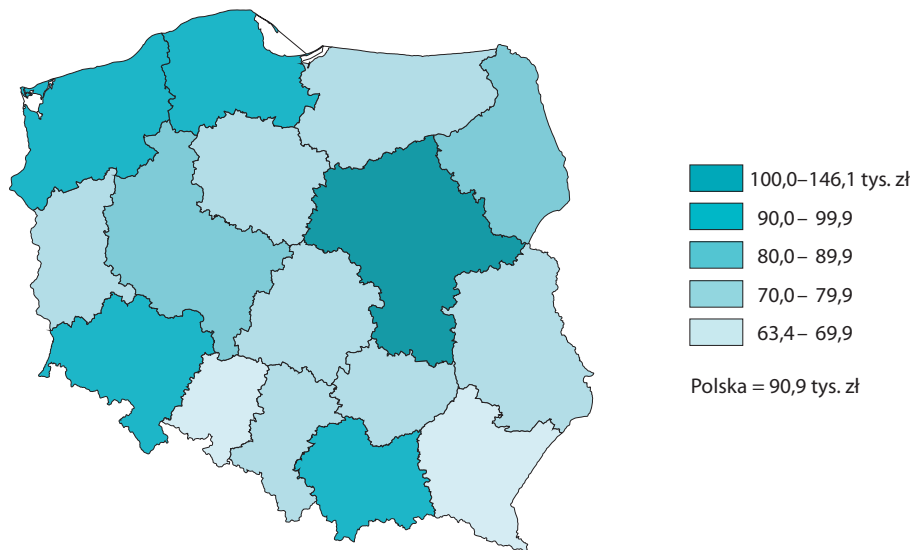 100,0–146,1 tys. zł
90,0– 99,9
80,0– 89,9
70,0– 79,9
63,4– 69,9
Polska = 90,9 tys. zł